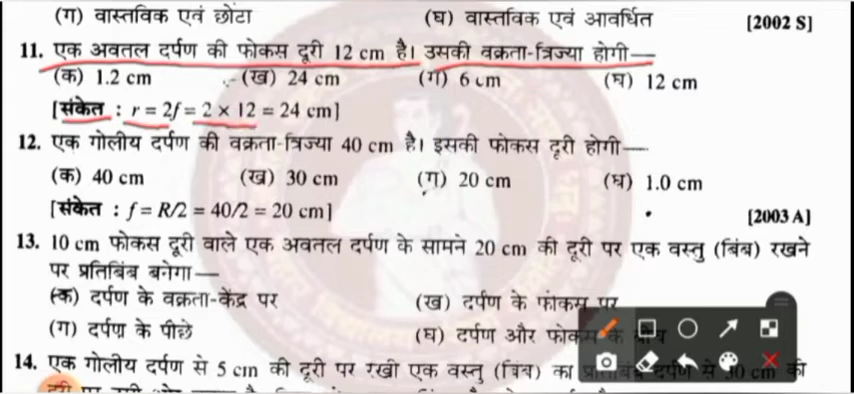 (ग) वास्तविक एवं छोटा (घ) वास्तविक एवं आवर्धित [2002 S]
11. एक अवतल दर्पण की फोकस दूरी 12 cm है। उसकी वक्रता-त्रिज्या होगी—
(क) 1.2 cm (ख) 24 cm (ग) 6 cm (घ) 12 cm
[संकेत : r = 2f = 2 × 12 = 24 cm]
12. एक गोलीय दर्पण की वक्रता-त्रिज्या 40 cm है। इसकी फोकस दूरी होगी—
(क) 40 cm (ख) 30 cm (ग) 20 cm (घ) 1.0 cm
[संकेत : f = R/2 = 40/2 = 20 cm]
[2003 A]
13. 10 cm फोकस दूरी वाले एक अवतल दर्पण के सामने 20 cm की दूरी पर एक वस्तु (बिंब) रखने
पर प्रतिबिंब बनेगा—
(क) दर्पण के वक्रता-केंद्र पर (ख) दर्पण के फोकस पर
(ग) दर्पण के पीछे (घ) दर्पण और फोकस के बीच
14. एक गोलीय दर्पण से 5 cm की दूरी पर रखी एक वस्तु (बिंब) का प्रतिबिंब दर्पण से cm की